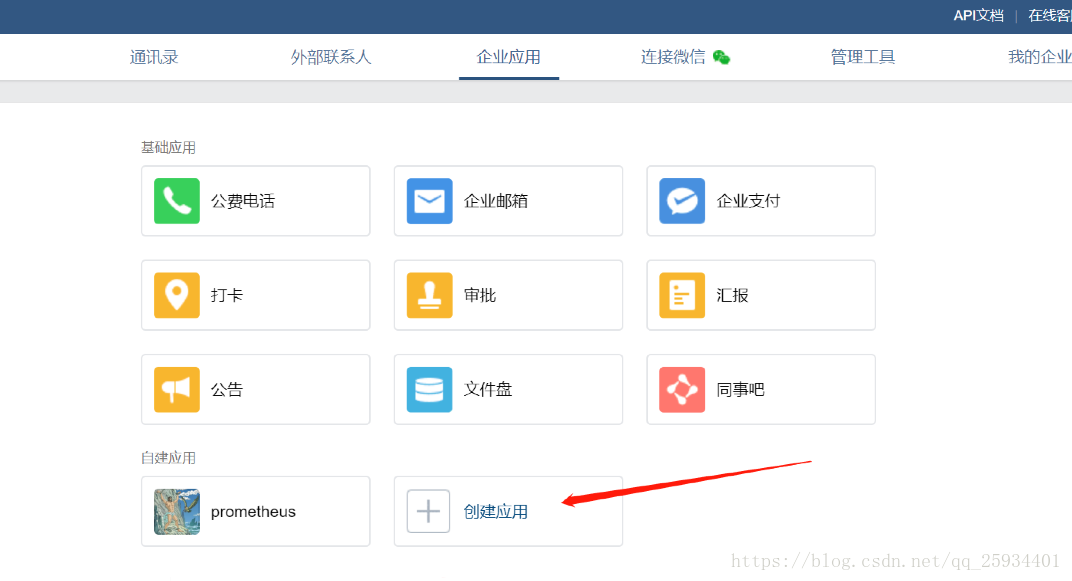 API文档 | 在线客
通讯录 外部联系人 企业应用 连接微信 管理工具 我的企业
基础应用
公费电话 企业邮箱 企业支付
打卡 审批 汇报
公告 文件盘 同事吧
自建应用
prometheus 创建应用
https://blog.csdn.net/qq_25934401